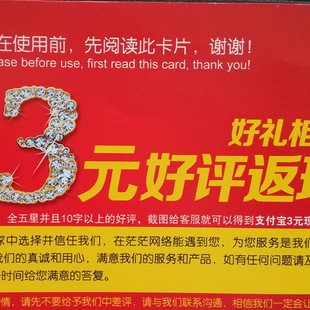 在使用前，先阅读此卡片，谢谢！
ase before use, first read this card, thank you!
好礼相
3元好评返现
全五星并且10字以上的好评，截图给客服就可以得到支付宝3元现
家中选择并信任我们，在茫茫网络能遇到您，为您服务是我们
我们的真诚和用心，满意我们的服务和产品，如有任何问题请及
时间给您满意的答复。
情，请先不要给予我们中差评，请与我们联系沟通，相信我们一定会让